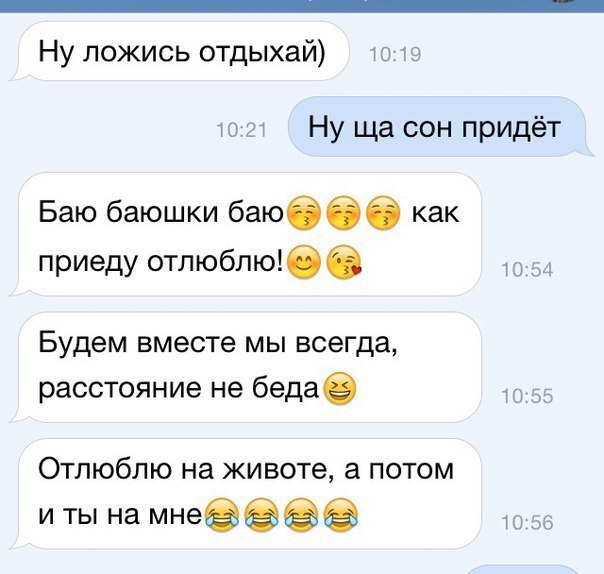 Ну ложись отдыхай)
10:19
10:21
Ну ща сон придёт
Баю баюшки баю😚😚😚 как
приеду отлюблю!😊😘
10:54
Будем вместе мы всегда,
расстояние не беда😆
10:55
Отлюблю на животе, а потом
и ты на мне😂😂😂😂
10:56